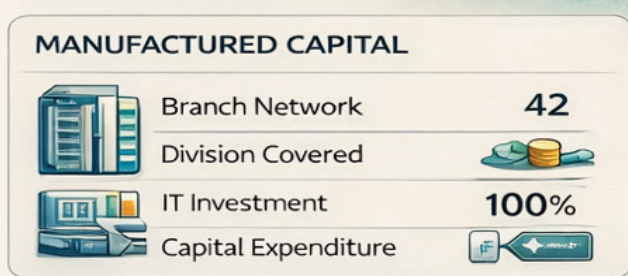 MANUFACTURED CAPITAL
Branch Network 42
Division Covered
IT Investment 100%
Capital Expenditure